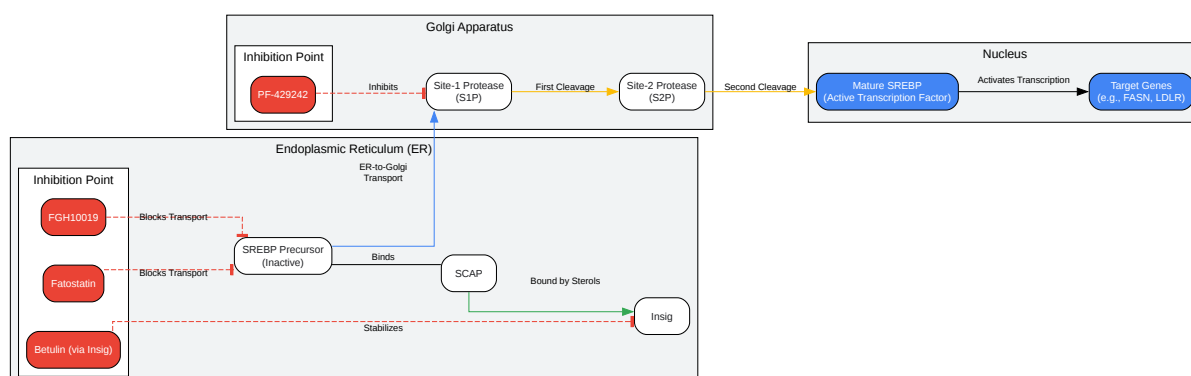 Golgi Apparatus
Inhibition Point
PF-429242
Inhibits
Site-1 Protease
(S1P)
First Cleavage
Site-2 Protease
(S2P)
Second Cleavage
Nucleus
Mature SREBP
(Active Transcription Factor)
Activates Transcription
Target Genes
(e.g., FASN, LDLR)
Endoplasmic Reticulum (ER)
ER-to-Golgi
Transport
Inhibition Point
FGH10019
Blocks Transport
SREBP Precursor
(Inactive)
Binds
SCAP
Fatostatin
Blocks Transport
Bound by Sterols
Insig
Stabilizes
Betulin (via Insig)